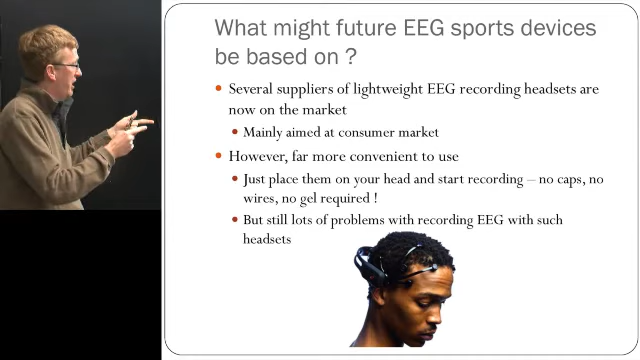 What might future EEG sports devices
be based on ?
Several suppliers of lightweight EEG recording headsets are
now on the market
Mainly aimed at consumer market
However, far more convenient to use
Just place them on your head and start recording – no caps, no
wires, no gel required !
But still lots of problems with recording EEG with such
headsets